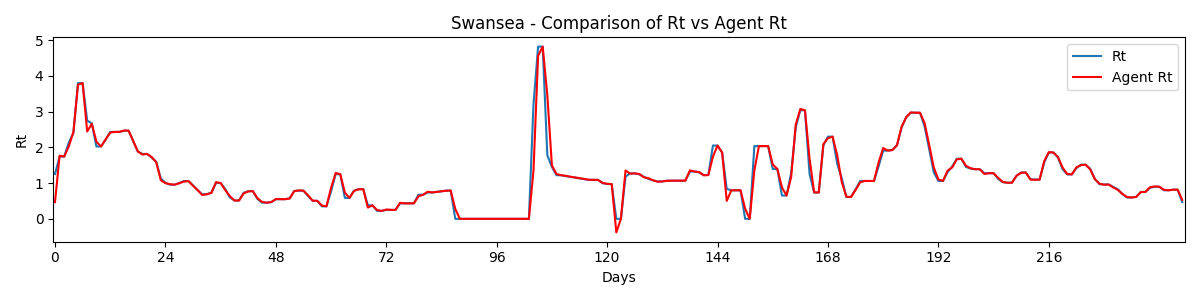 Swansea - Comparison of Rt vs Agent Rt
5
4
3
2
1
0
Rt
Rt
Agent Rt
0 24 48 72 96 120 144 168 192 216
Days